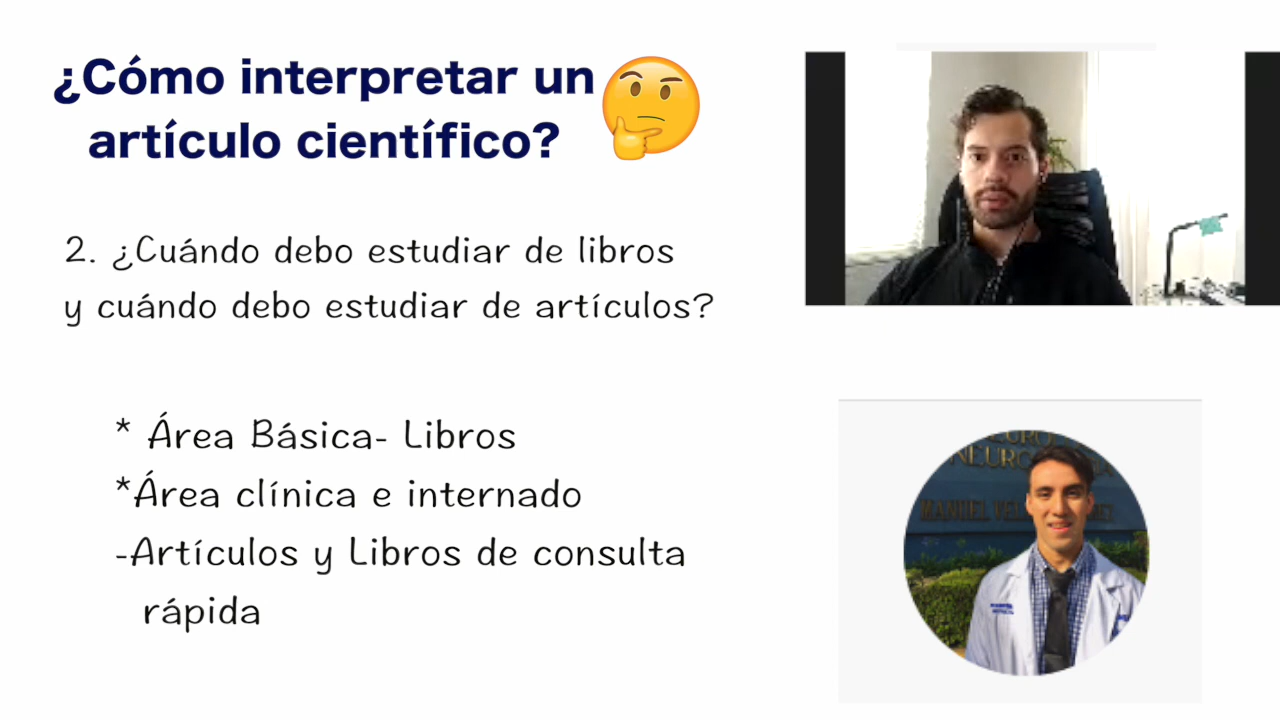 ¿Cómo interpretar un
artículo científico?
2. ¿Cuándo debo estudiar de libros
y cuándo debo estudiar de artículos?
* Área Básica- Libros
*Área clínica e internado
-Artículos y Libros de consulta
rápida
MANUEL